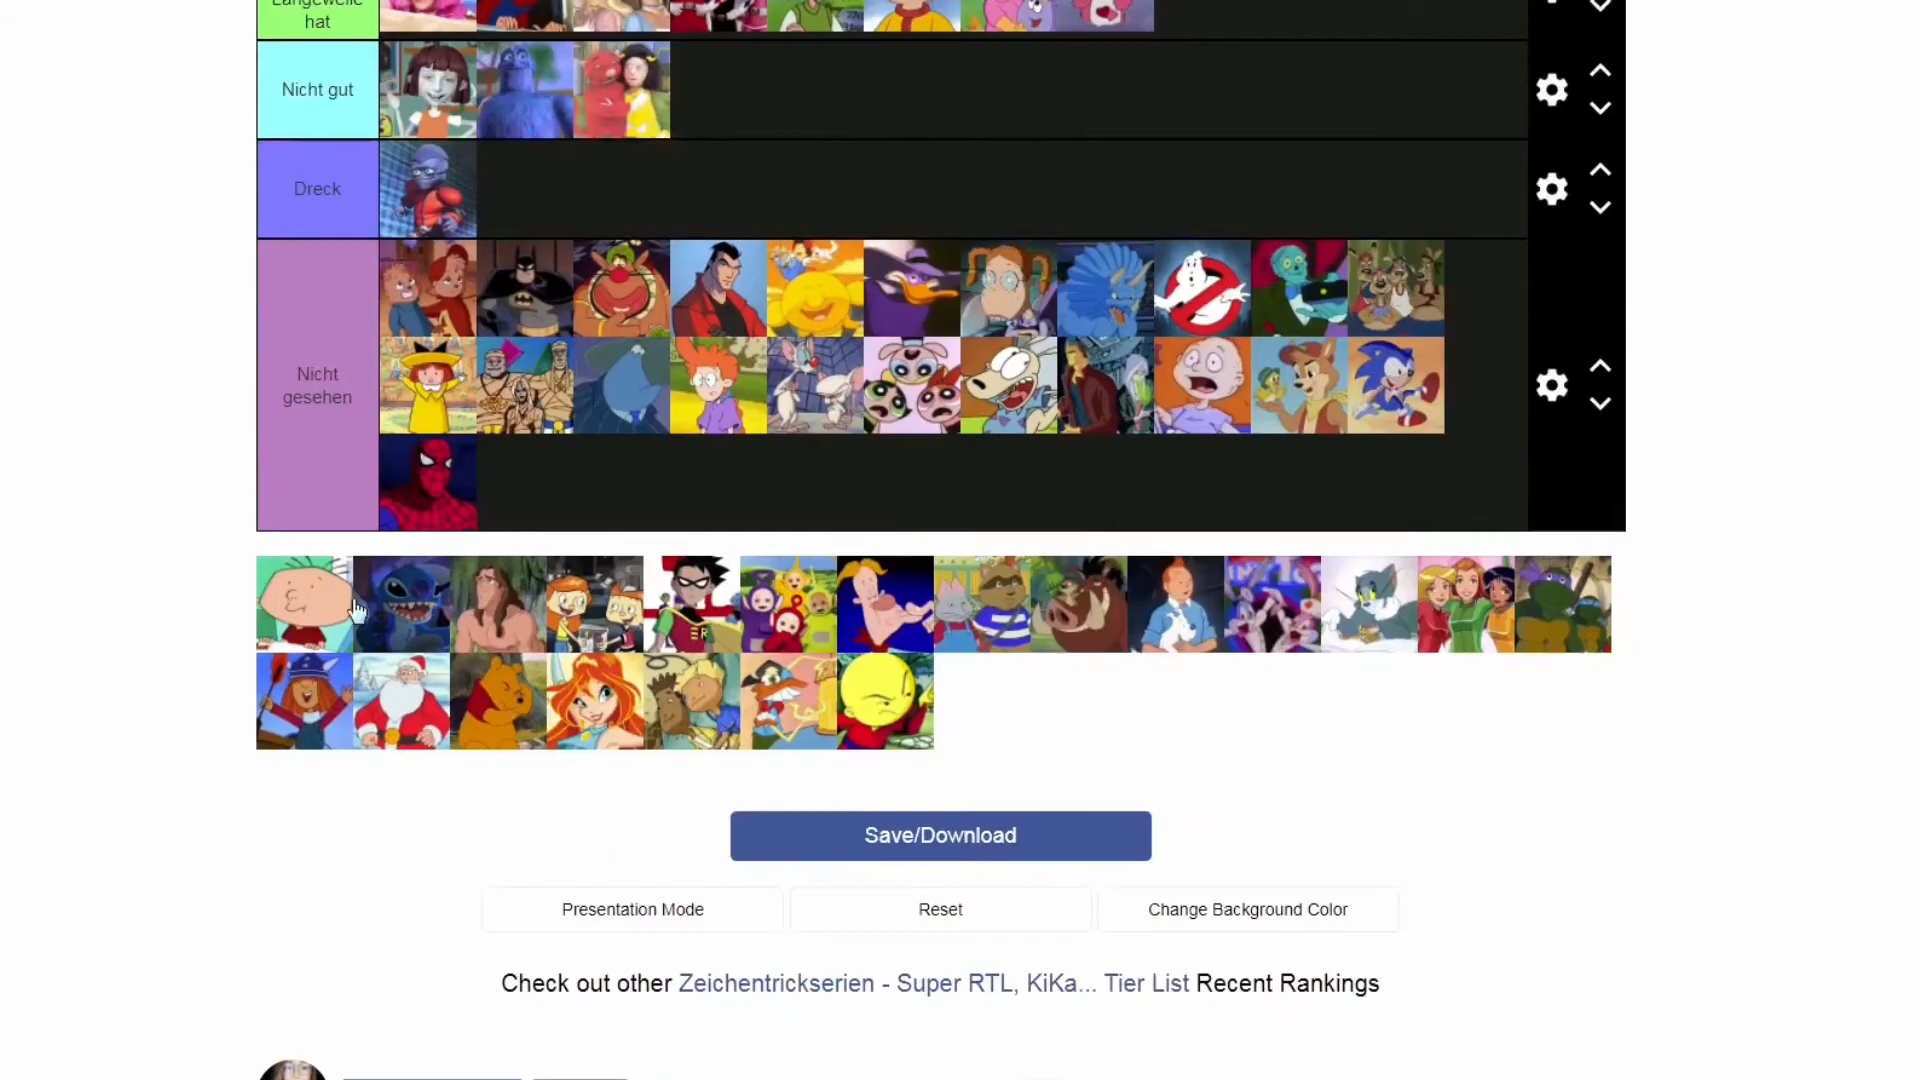 Langeweile
hat
Nicht gut
Dreck
Nicht
gesehen
Save/Download
Presentation Mode
Reset
Change Background Color
Check out other Zeichentrickserien - Super RTL, KiKa... Tier List Recent Rankings